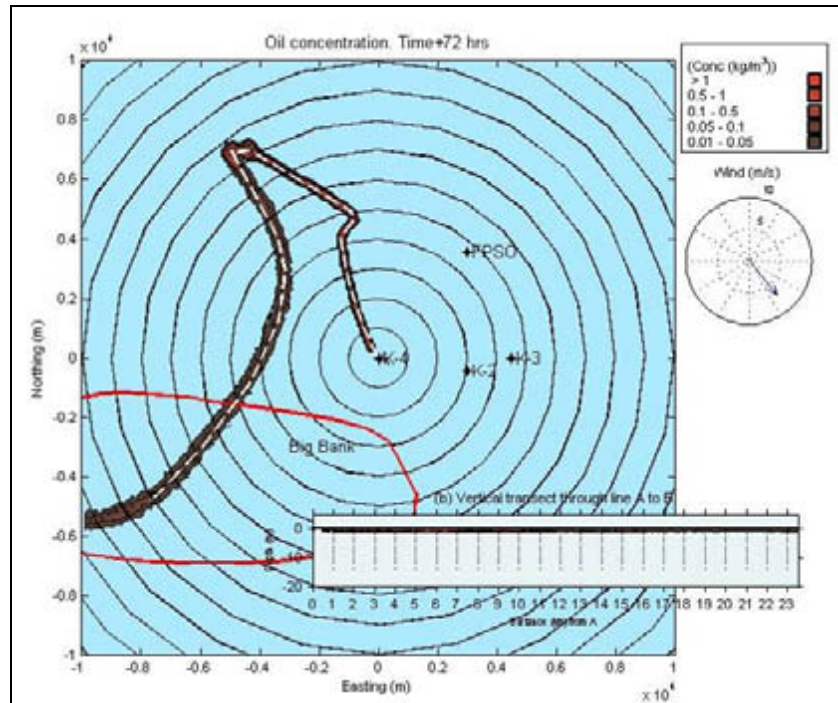 x 10⁴
Oil concentration. Time+72 hrs
1
0.8
0.6
0.4
0.2
0
-0.2
-0.4
-0.6
-0.8
-1
Northing (m)
FPSO
K-4
K-3
K-2
Big Bank
(b) Vertical transect through line A to B
0
-10
-20
0 1 2 3 4 5 6 7 8 9 10 11 12 13 14 15 16 17 18 19 20 21 22 23
-1 -0.8 -0.6 -0.4 -0.2 0 0.2 0.4 0.6 0.8 1
Easting (m)
(Conc (kg/m³))
> 1
0.5 - 1
0.1 - 0.5
0.05 - 0.1
0.01 - 0.05
Wind (m/s)
10
5